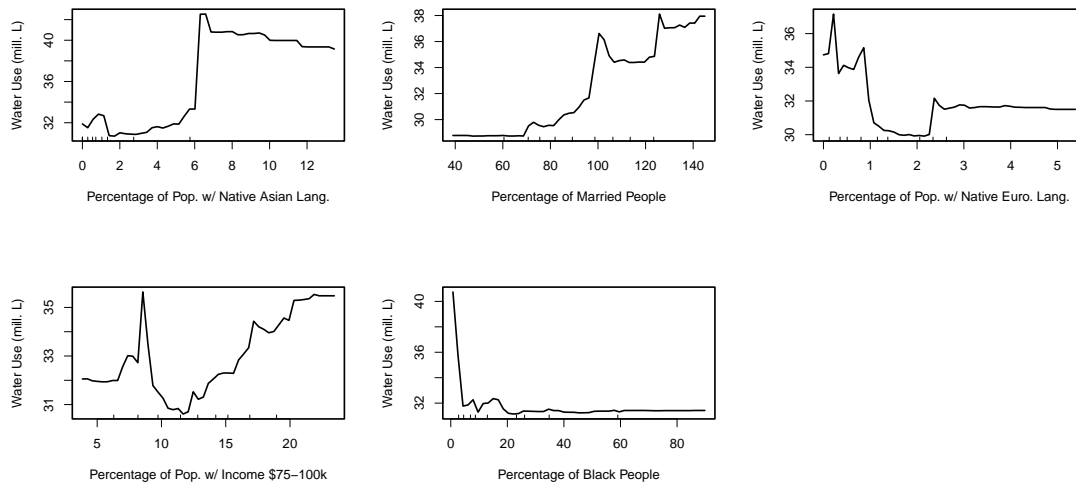 Water Use (mill. L)
32 36 40
0 2 4 6 8 10 12
Percentage of Pop. w/ Native Asian Lang.
Water Use (mill. L)
30 32 34 36 38
40 60 80 100 120 140
Percentage of Married People
Water Use (mill. L)
30 32 34 36
0 1 2 3 4 5
Percentage of Pop. w/ Native Euro. Lang.
Water Use (mill. L)
31 33 35
5 10 15 20
Percentage of Pop. w/ Income $75–100k
Water Use (mill. L)
32 36 40
0 20 40 60 80
Percentage of Black People